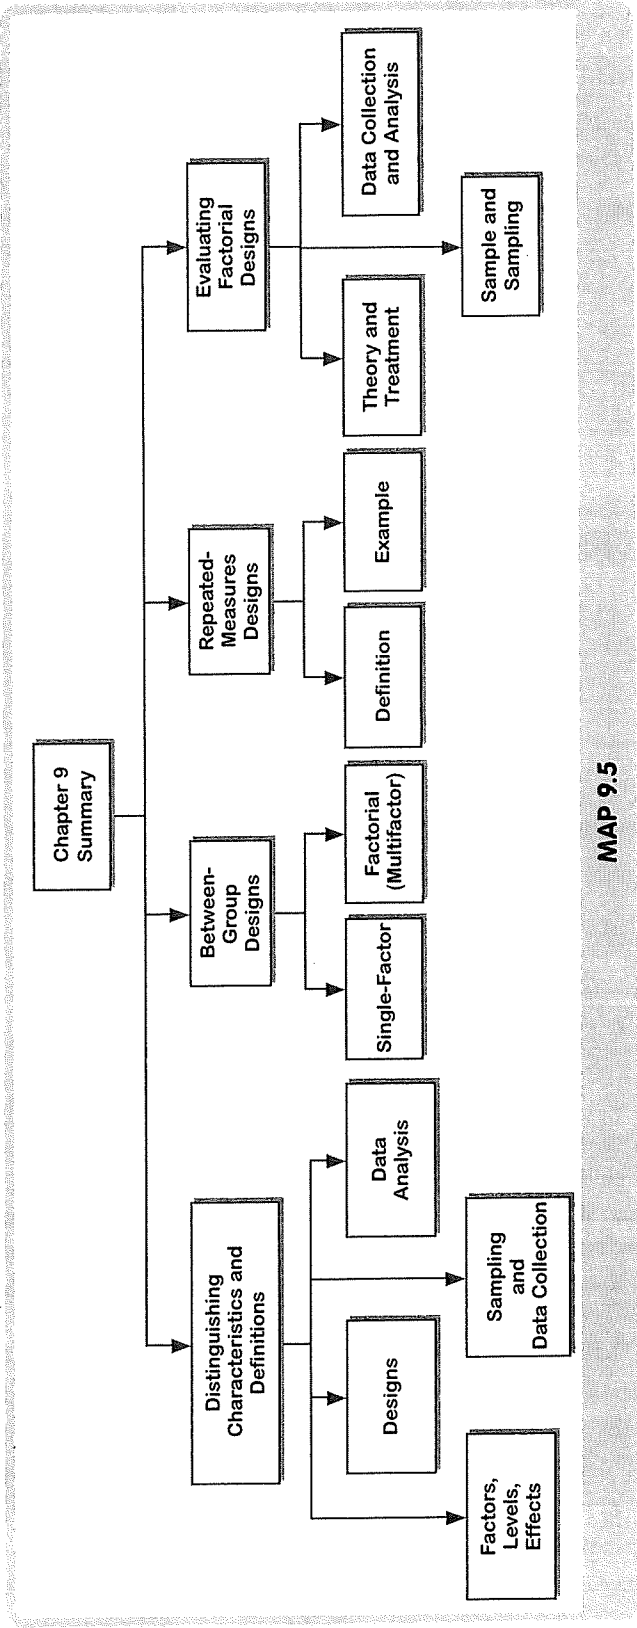 Chapter 9
Summary
Distinguishing
Characteristics and
Definitions
Between-
Group
Designs
Repeated-
Measures
Designs
Evaluating
Factorial
Designs
Factors,
Levels,
Effects
Designs
Sampling
and
Data Collection
Data
Analysis
Single-Factor
Factorial
(Multifactor)
Definition
Example
Theory and
Treatment
Sample and
Sampling
Data Collection
and Analysis
MAP 9.5